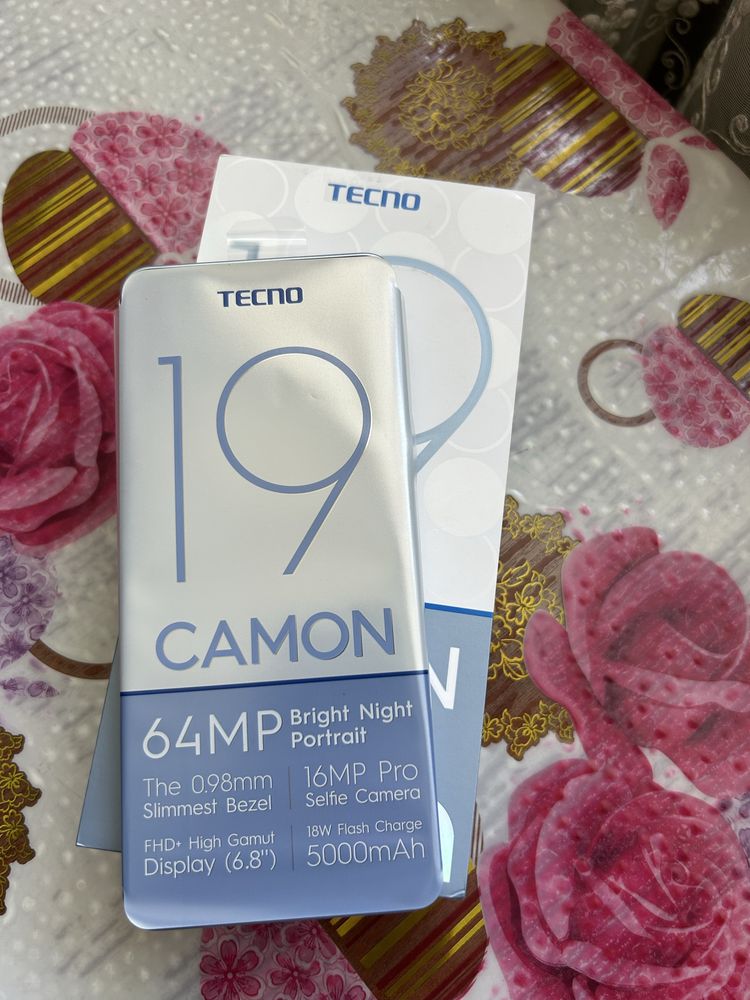 TECNO
TECNO
19
CAMON
64MP Bright Night
Portrait
The 0.98mm
Slimmest Bezel
16MP Pro
Selfie Camera
FHD+ High Gamut
Display (6.8")
18W Flash Charge
5000mAh
19
N